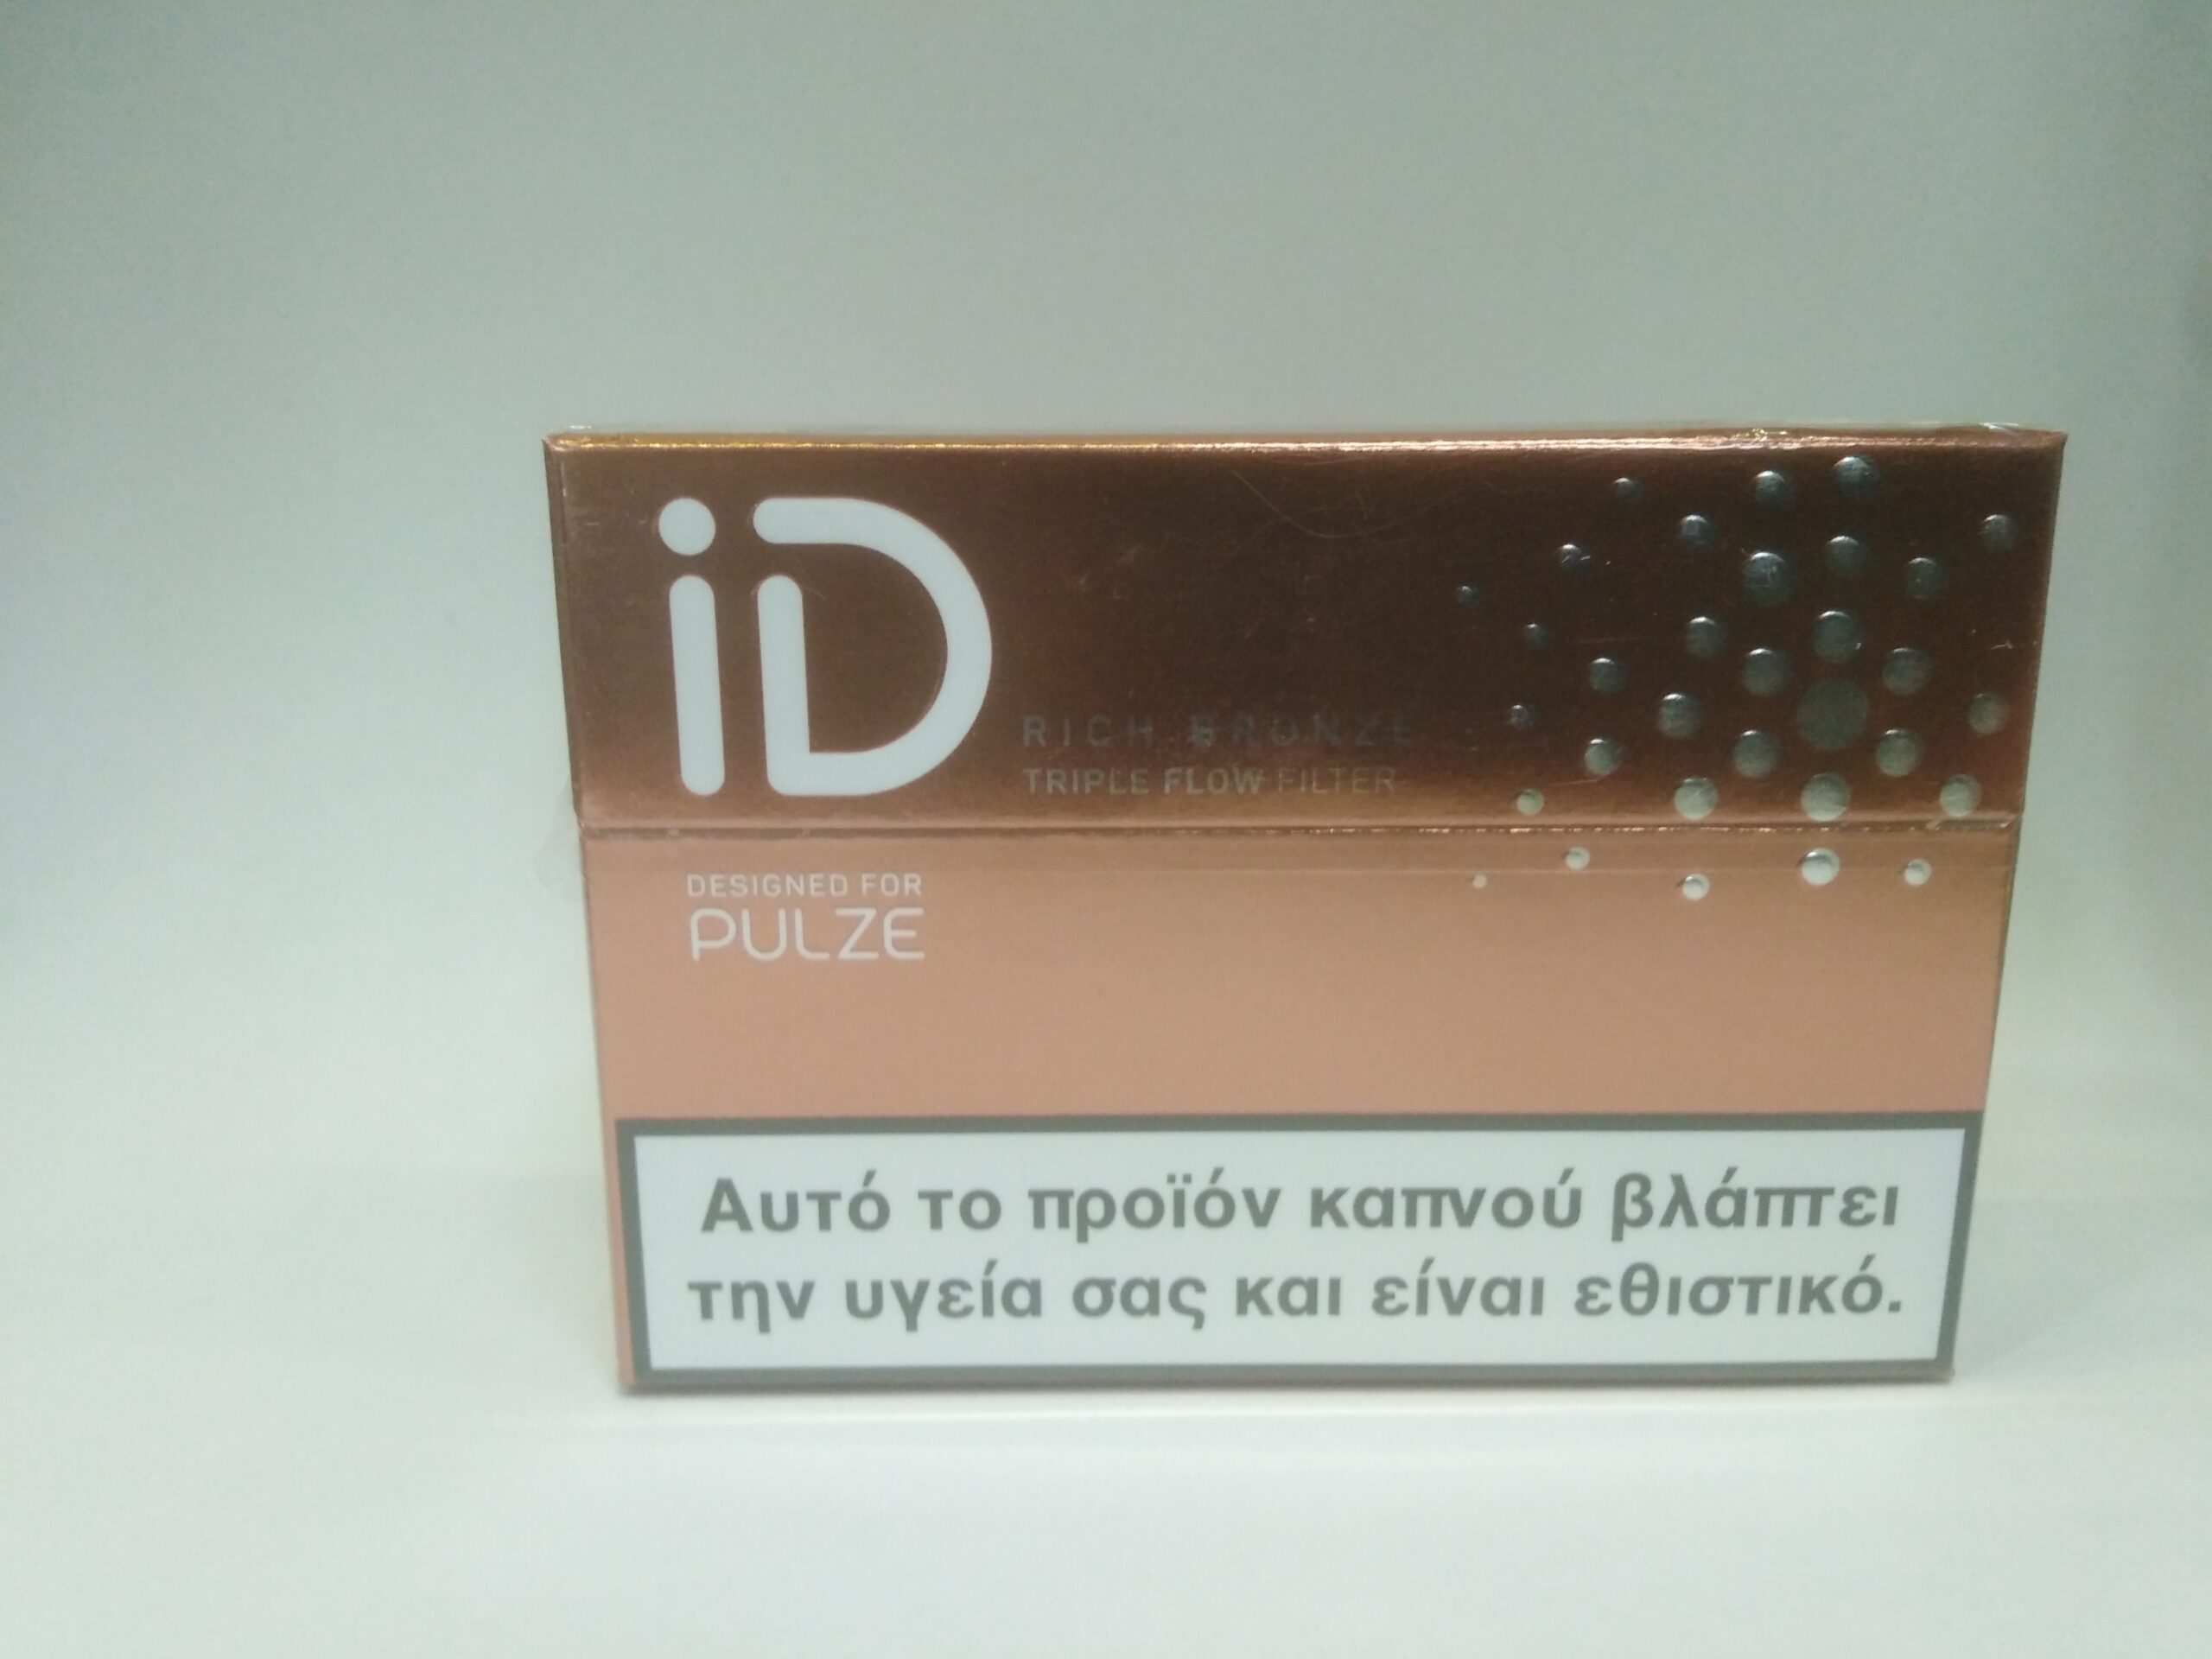 iD
RICH BRONZE
TRIPLE FLOW FILTER
DESIGNED FOR
PULZE
Αυτό το προϊόν καπνού βλάπτει
την υγεία σας και είναι εθιστικό.